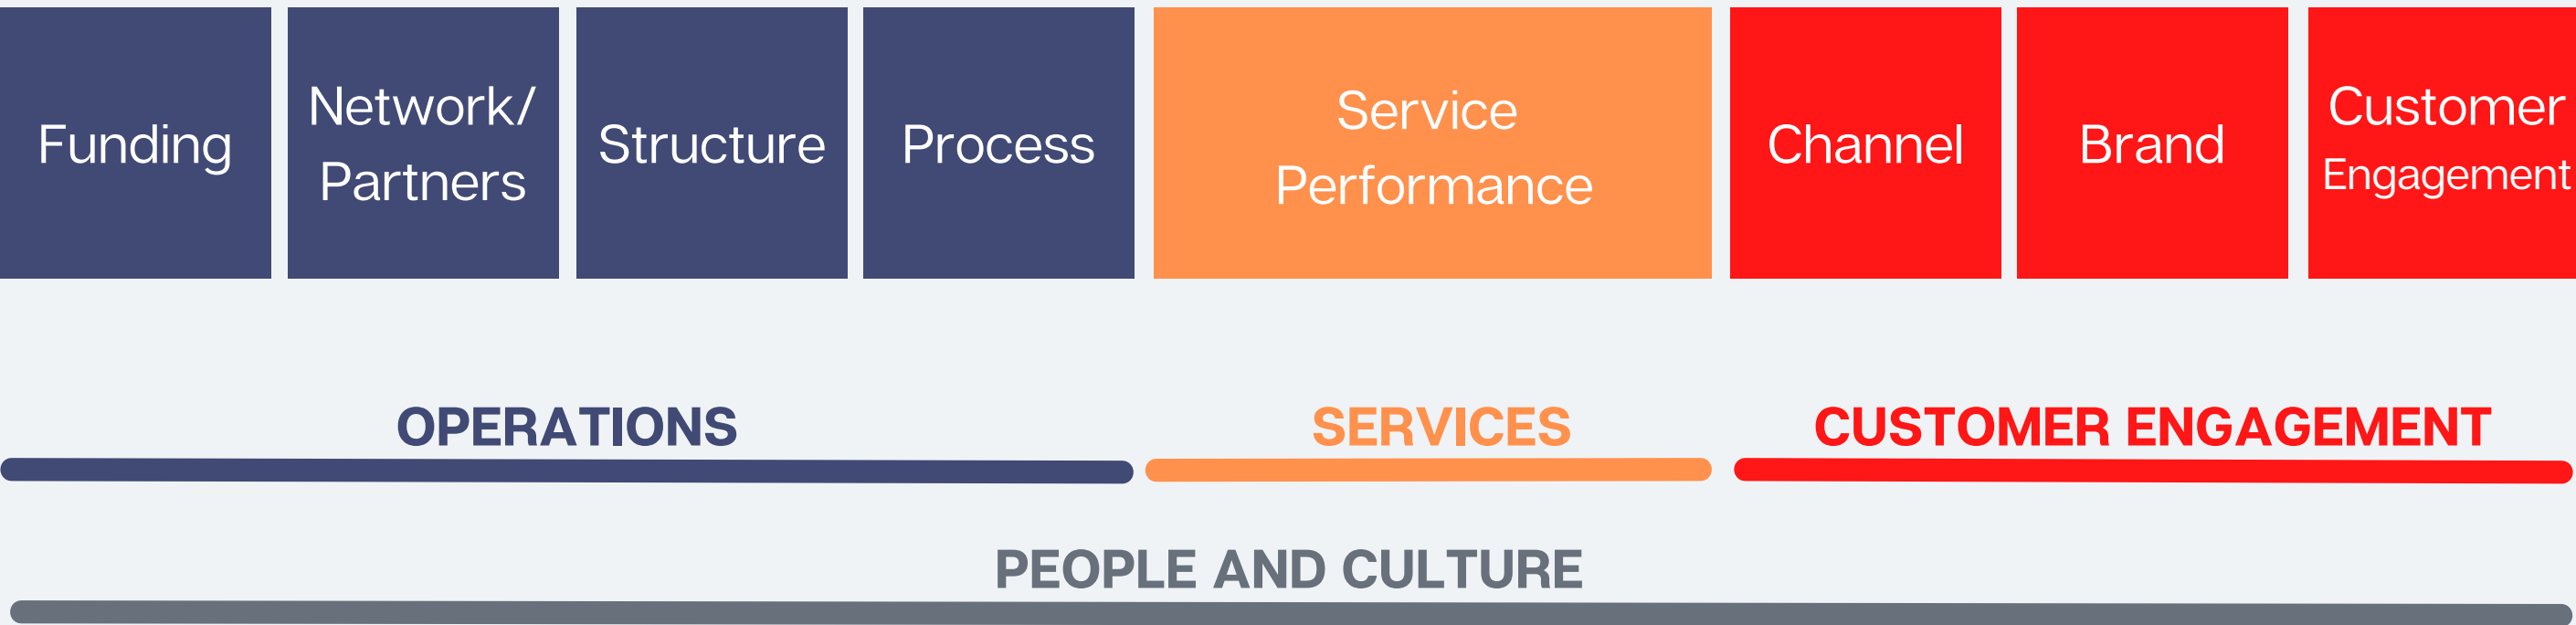 Funding
Network/
Partners
Structure
Process
Service
Performance
Channel
Brand
Customer
Engagement
OPERATIONS
SERVICES
CUSTOMER ENGAGEMENT
PEOPLE AND CULTURE